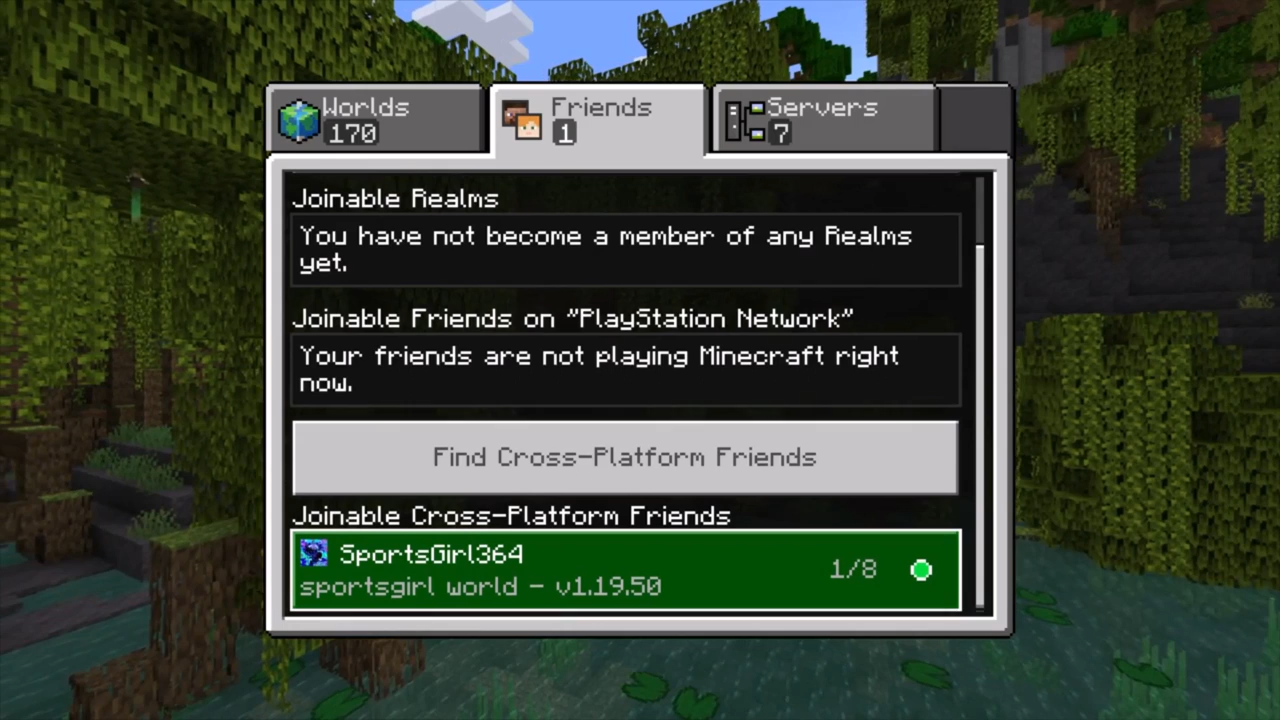 Worlds
170
Friends
1
Servers
7
Joinable Realms
You have not become a member of any Realms
yet.
Joinable Friends on "PlayStation Network"
Your friends are not playing Minecraft right
now.
Find Cross-Platform Friends
Joinable Cross-Platform Friends
SportsGirl364
1/8
sportsgirl world - v1.19.50